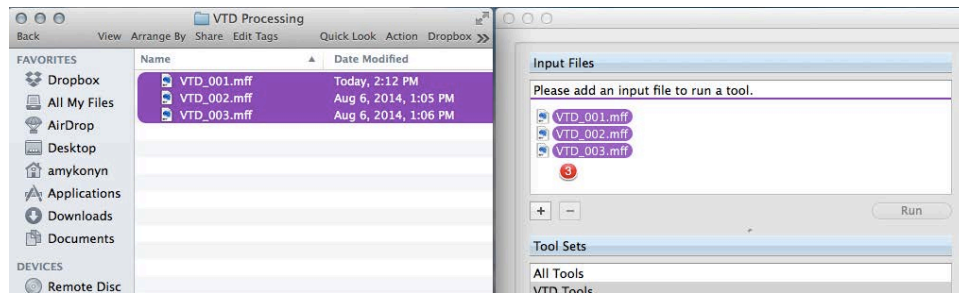 VTD Processing
Back View Arrange By Share Edit Tags Quick Look Action Dropbox
FAVORITES
Dropbox
All My Files
AirDrop
Desktop
amykonyn
Applications
Downloads
Documents
DEVICES
Remote Disc
Name Date Modified
VTD_001.mff Today, 2:12 PM
VTD_002.mff Aug 6, 2014, 1:05 PM
VTD_003.mff Aug 6, 2014, 1:06 PM
Input Files
Please add an input file to run a tool.
VTD_001.mff
VTD_002.mff
VTD_003.mff
3
+ − Run
Tool Sets
All Tools
VTD Tools